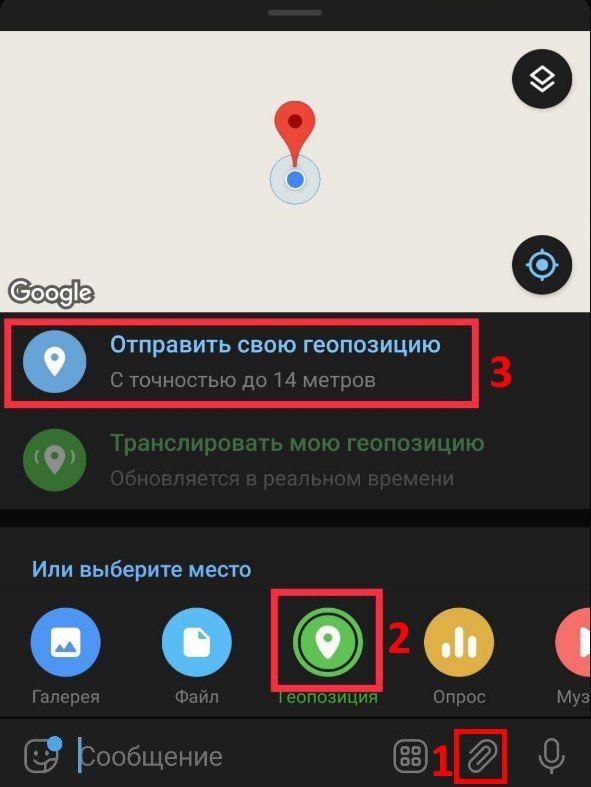 Google
Отправить свою геопозицию
С точностью до 14 метров
3
Транслировать мою геопозицию
Обновляется в реальном времени
Или выберите место
2
Галерея
Файл
Геопозиция
Опрос
Муз
Сообщение
1